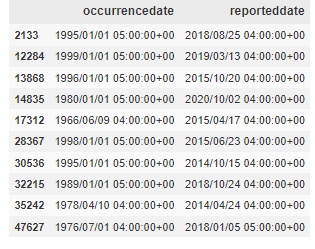 occurrencedate reporteddate
2133 1995/01/01 05:00:00+00 2018/08/25 04:00:00+00
12284 1999/01/01 05:00:00+00 2019/03/13 04:00:00+00
13868 1996/01/01 05:00:00+00 2015/10/20 04:00:00+00
14835 1980/01/01 05:00:00+00 2020/10/02 04:00:00+00
17312 1966/06/09 04:00:00+00 2015/04/17 04:00:00+00
28367 1998/01/01 05:00:00+00 2015/06/23 04:00:00+00
30536 1995/01/01 05:00:00+00 2014/10/15 04:00:00+00
32215 1989/01/01 05:00:00+00 2018/10/24 04:00:00+00
35242 1978/04/10 04:00:00+00 2014/04/24 04:00:00+00
47627 1976/07/01 04:00:00+00 2018/01/05 05:00:00+00